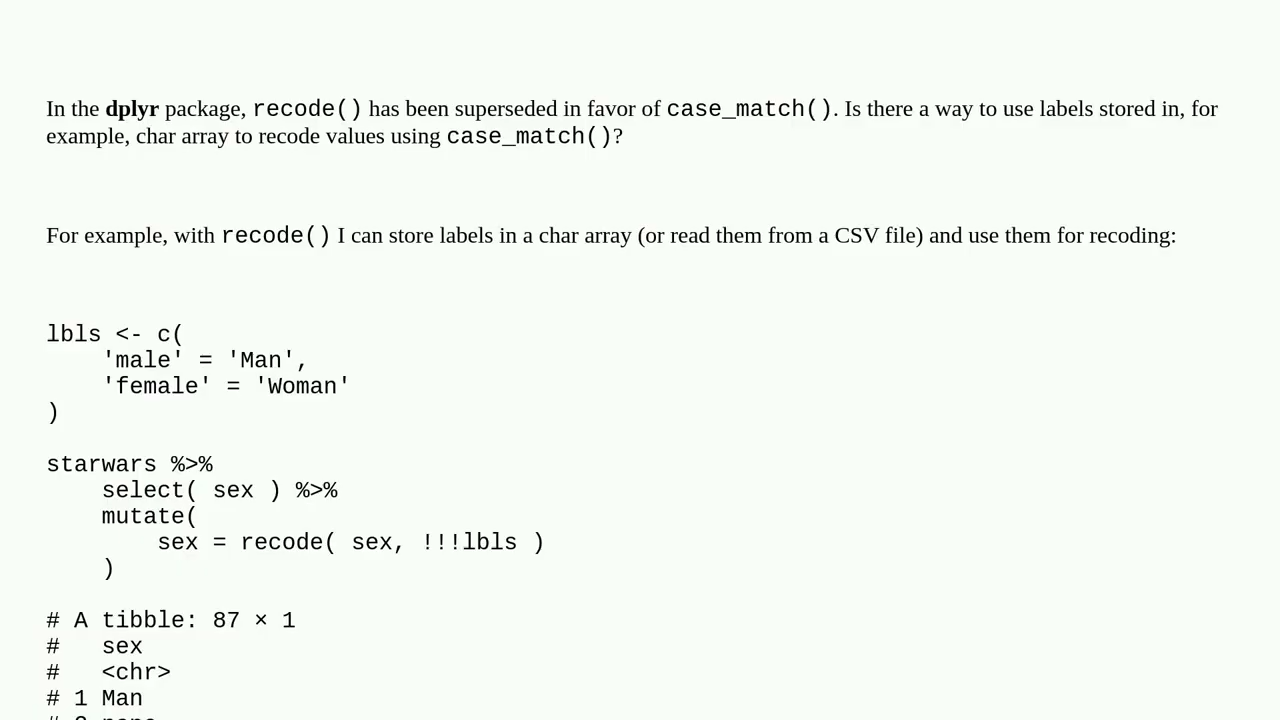 In the dplyr package, recode() has been superseded in favor of case_match(). Is there a way to use labels stored in, for
example, char array to recode values using case_match()?
For example, with recode() I can store labels in a char array (or read them from a CSV file) and use them for recoding:
lbls <- c(
    'male' = 'Man',
    'female' = 'Woman'
)
starwars %>%
    select( sex ) %>%
    mutate(
        sex = recode( sex, !!!lbls )
    )
# A tibble: 87 × 1
#   sex
#   <chr>
# 1 Man